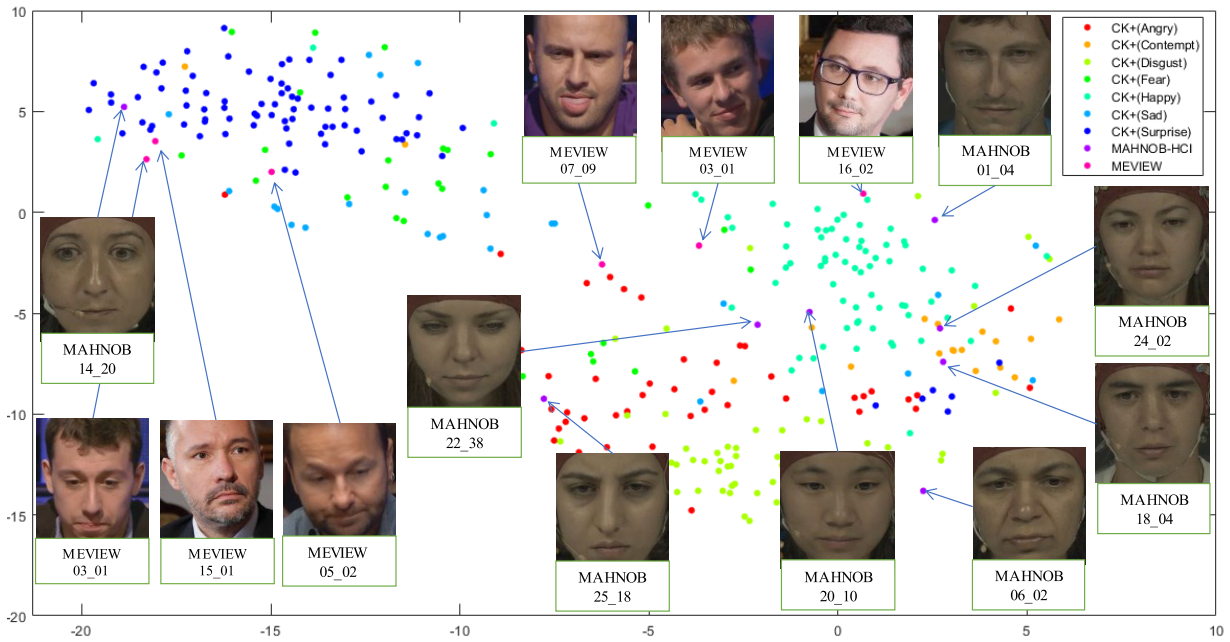 10
5
0
-5
-10
-15
-20
-20
-15
-10
-5
0
5
10
CK+(Angry)
CK+(Contempt)
CK+(Disgust)
CK+(Fear)
CK+(Happy)
CK+(Sad)
CK+(Surprise)
MAHNOB-HCI
MEVIEW
MEVIEW
07_09
MEVIEW
03_01
MEVIEW
16_02
MAHNOB
01_04
MAHNOB
14_20
MAHNOB
22_38
MAHNOB
24_02
MAHNOB
18_04
MEVIEW
03_01
MEVIEW
15_01
MEVIEW
05_02
MAHNOB
25_18
MAHNOB
20_10
MAHNOB
06_02